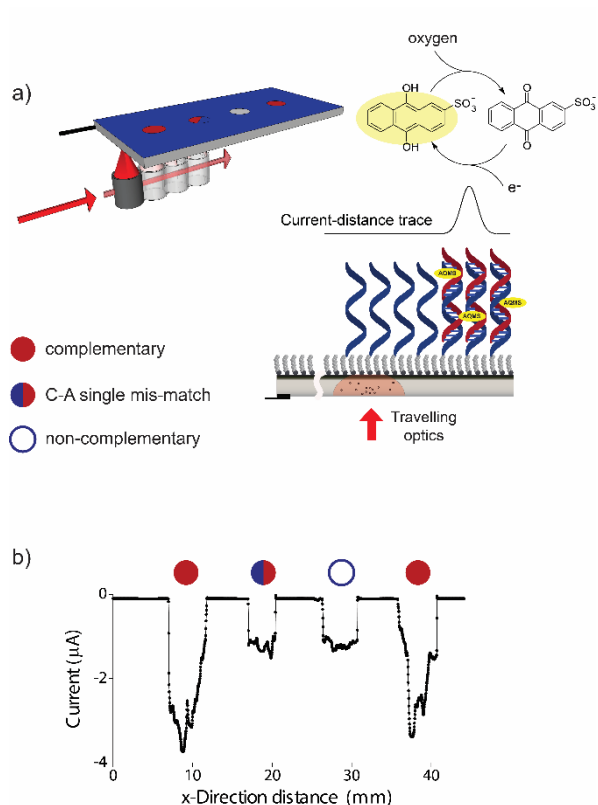 a)
oxygen
OH
SO₃⁻
OH
O
SO₃⁻
O
e-
Current-distance trace
AQMS
AQMS
AQMS
complementary
C-A single mis-match
non-complementary
Travelling
optics
b)
Current (µA)
0
-2
-4
0
10
20
30
40
x-Direction distance (mm)